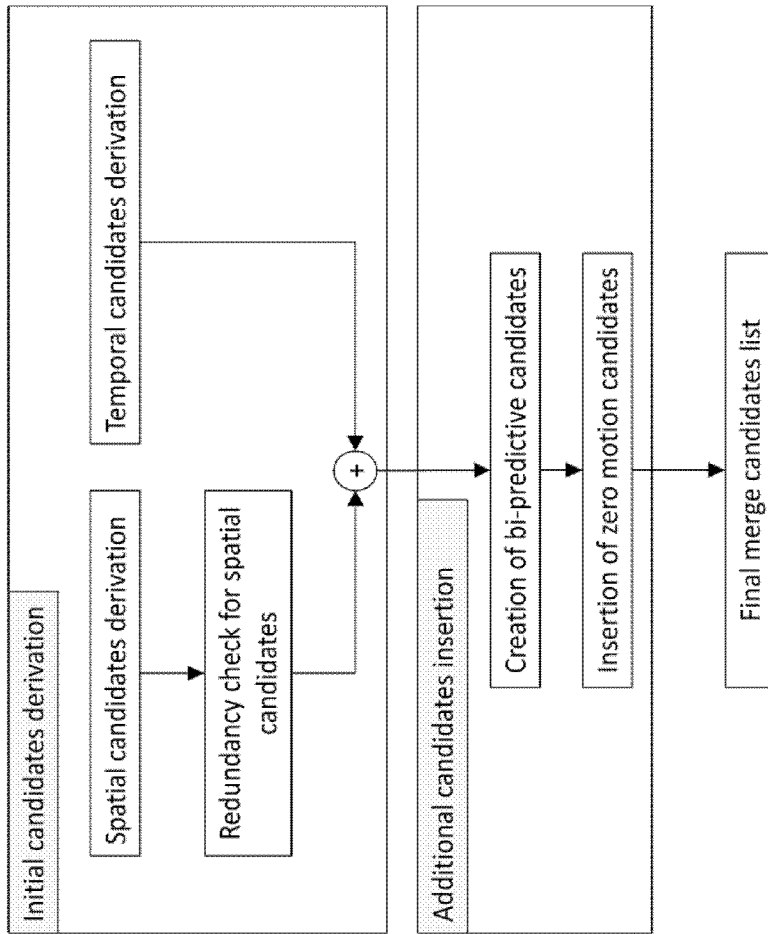 Initial candidates derivation
Spatial candidates derivation
Temporal candidates derivation
Redundancy check for spatial
candidates
+
Additional candidates insertion
Creation of bi-predictive candidates
Insertion of zero motion candidates
Final merge candidates list